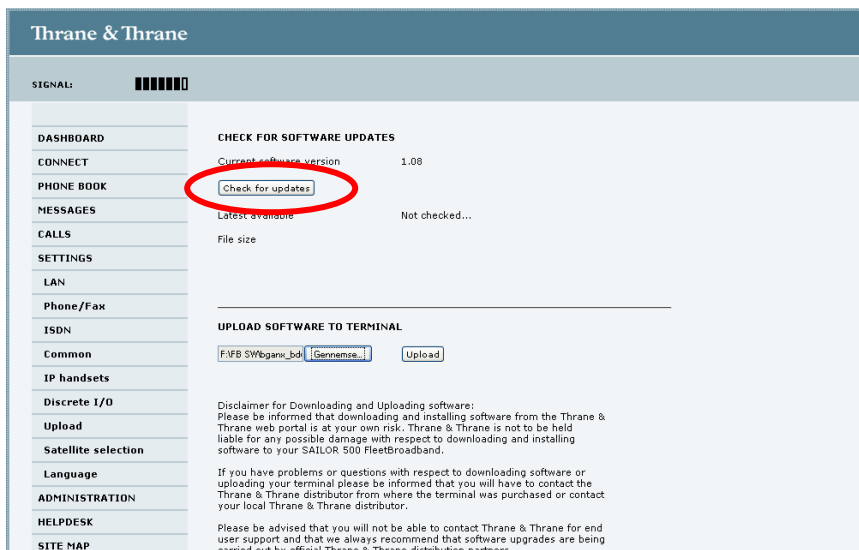 Thrane & Thrane
SIGNAL:
DASHBOARD
CONNECT
PHONE BOOK
MESSAGES
CALLS
SETTINGS
LAN
Phone/Fax
ISDN
Common
IP handsets
Discrete I/O
Upload
Satellite selection
Language
ADMINISTRATION
HELPDESK
SITE MAP
CHECK FOR SOFTWARE UPDATES
Current software version 1.08
Check for updates
Latest available Not checked...
File size
UPLOAD SOFTWARE TO TERMINAL
Gennemse... Upload
Disclaimer for Downloading and Uploading software:
Please be informed that downloading and installing software from the Thrane &
Thrane web portal is at your own risk. Thrane & Thrane is not to be held
liable for any possible damage with respect to downloading and installing
software to your SAILOR 500 FleetBroadband.
If you have problems or questions with respect to downloading software or
uploading your terminal please be informed that you will have to contact the
Thrane & Thrane distributor from where the terminal was purchased or contact
your local Thrane & Thrane distributor.
Please be advised that you will not be able to contact Thrane & Thrane for end
user support and that we always recommend that software upgrades are being
carried out by official Thrane & Thrane distribution partners.